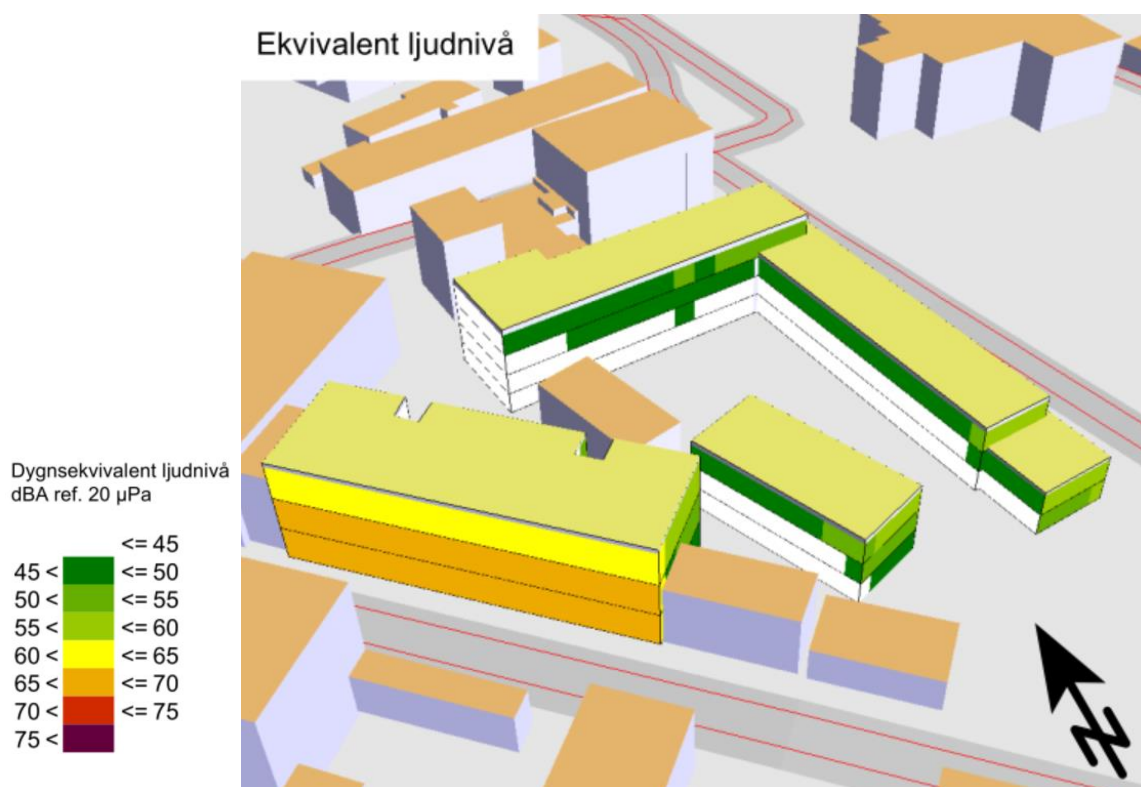 Ekvivalent ljudnivå
Dygnsekvivalent ljudnivå
dBA ref. 20 µPa
<= 45
45 < <= 50
50 < <= 55
55 < <= 60
60 < <= 65
65 < <= 70
70 < <= 75
75 <
N